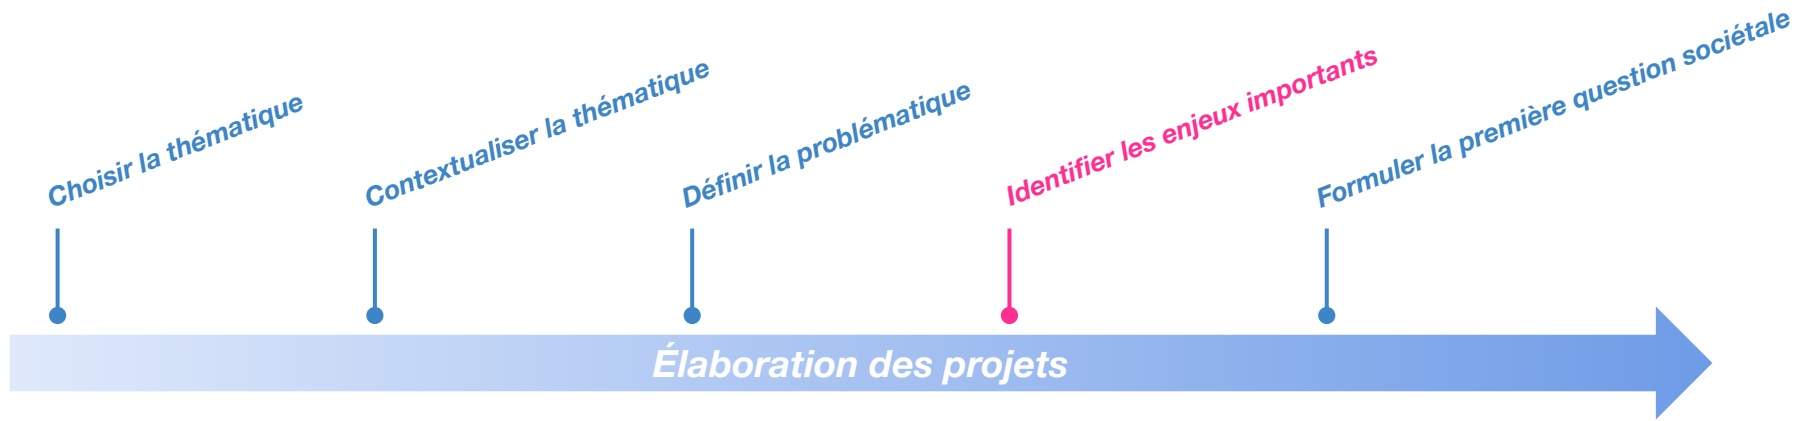 Choisir la thématique
Contextualiser la thématique
Définir la problématique
Identifier les enjeux importants
Formuler la première question sociétale
Élaboration des projets